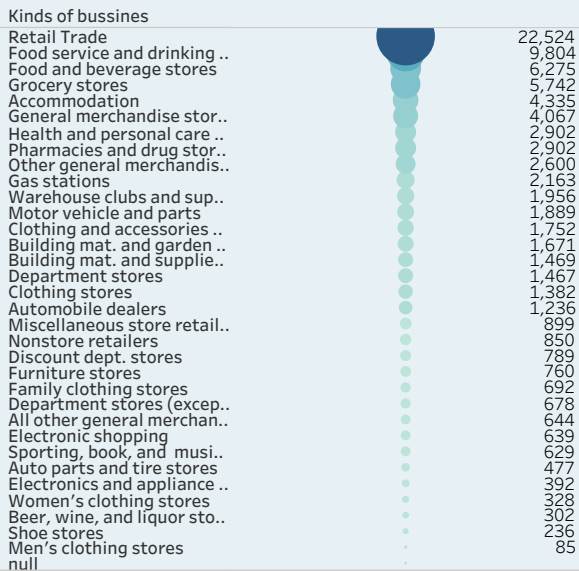 Kinds of bussines
Retail Trade 22,524
Food service and drinking .. 9,804
Food and beverage stores 6,275
Grocery stores 5,742
Accommodation 4,335
General merchandise stor.. 4,067
Health and personal care .. 2,902
Pharmacies and drug stor.. 2,902
Other general merchandis.. 2,600
Gas stations 2,163
Warehouse clubs and sup.. 1,956
Motor vehicle and parts 1,889
Clothing and accessories .. 1,752
Building mat. and garden .. 1,671
Building mat. and supplie.. 1,469
Department stores 1,467
Clothing stores 1,382
Automobile dealers 1,236
Miscellaneous store retail.. 899
Nonstore retailers 850
Discount dept. stores 789
Furniture stores 760
Family clothing stores 692
Department stores (excep.. 678
All other general merchan.. 644
Electronic shopping 639
Sporting, book, and musi.. 629
Auto parts and tire stores 477
Electronics and appliance .. 392
Women's clothing stores 328
Beer, wine, and liquor sto.. 302
Shoe stores 236
Men's clothing stores 85
null